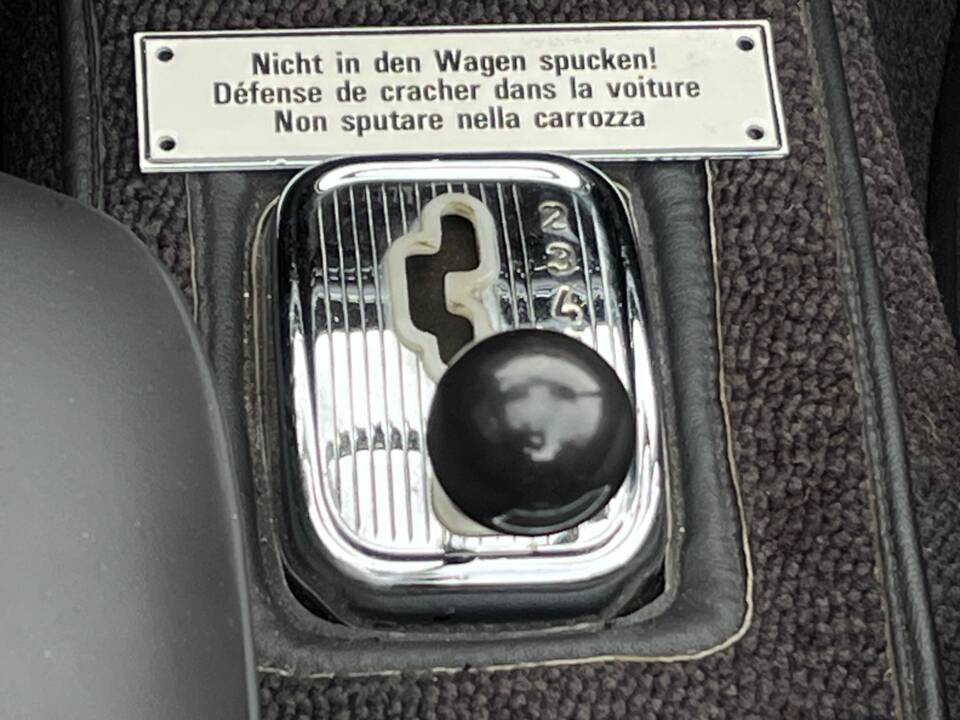 Nicht in den Wagen spucken!
Défense de cracher dans la voiture
Non sputare nella carrozza
2
3
4